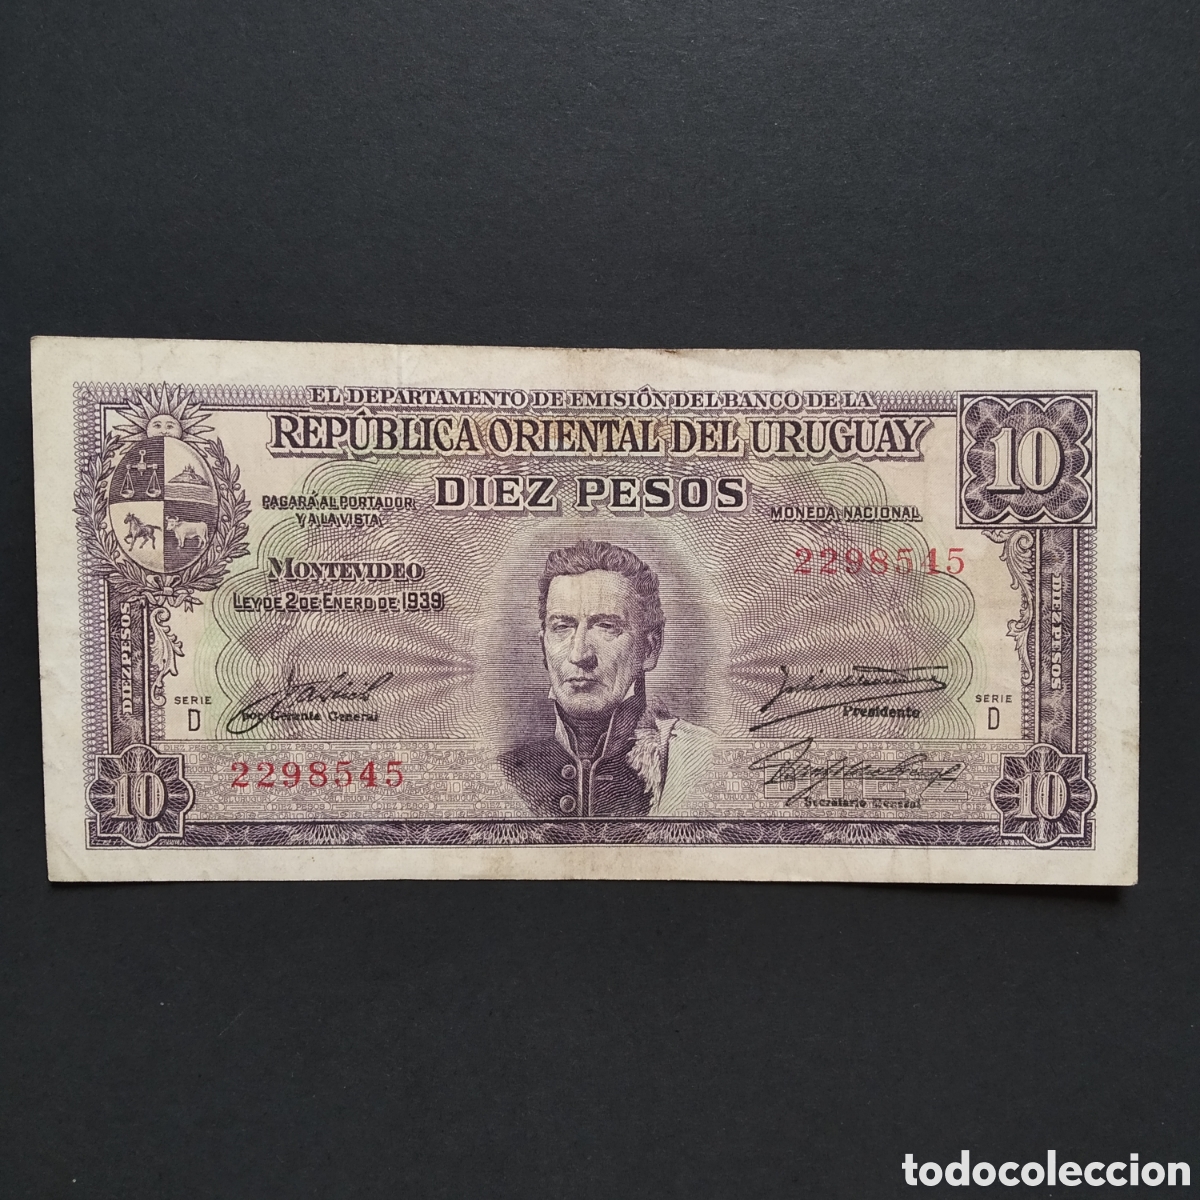 EL DEPARTAMENTO DE EMISIÓN DEL BANCO DE LA
REPÚBLICA ORIENTAL DEL URUGUAY
10
DIEZ PESOS
PAGARÁ AL PORTADOR
Y A LA VISTA
MONEDA NACIONAL
2298545
MONTEVIDEO
LEY DE 2 DE ENERO DE 1939
DIEZ PESOS
DIEZ PESOS
SERIE
D
por Gerente General
Presidente
SERIE
D
2298545
DIEZ
Secretario General
10
10
todocoleccion